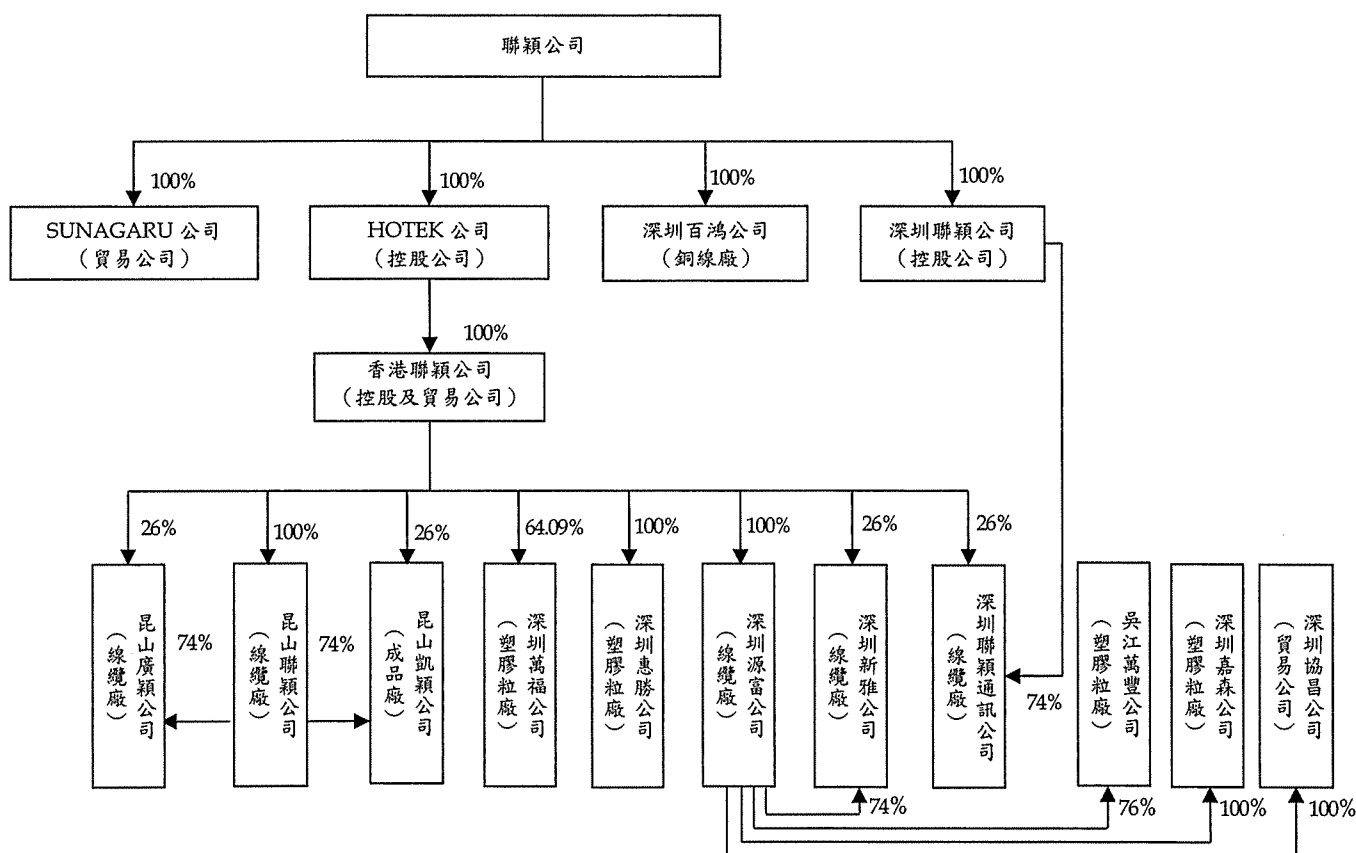 聯穎公司
100%
100%
100%
100%
SUNAGARU 公司
（貿易公司）
HOTEK 公司
（控股公司）
深圳百鴻公司
（銅線廠）
深圳聯穎公司
（控股公司）
100%
香港聯穎公司
（控股及貿易公司）
26%
100%
26%
64.09%
100%
100%
26%
26%
昆山廣穎公司
（線纜廠）
74%
昆山聯穎公司
（線纜廠）
74%
昆山凱穎公司
（成品廠）
深圳萬福公司
（塑膠粒廠）
深圳惠勝公司
（塑膠粒廠）
深圳源富公司
（線纜廠）
深圳新雅公司
（線纜廠）
深圳聯穎通訊公司
（線纜廠）
74%
吳江萬豐公司
（塑膠粒廠）
深圳嘉森公司
（塑膠粒廠）
深圳協昌公司
（貿易公司）
74%
76%
100%
100%